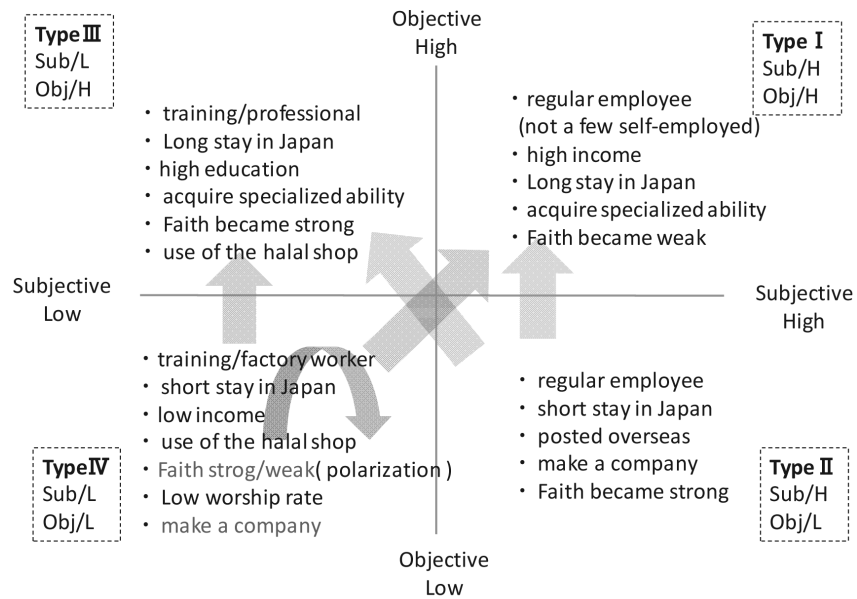 Objective
High
Type Ⅲ
Sub/L
Obj/H
・ training/professional
・ Long stay in Japan
・high education
・ acquire specialized ability
・ Faith became strong
・ use of the halal shop
Type Ⅰ
Sub/H
Obj/H
・ regular employee
(not a few self-employed)
・ high income
・ Long stay in Japan
・ acquire specialized ability
・ Faith became weak
Subjective
Low
Subjective
High
・ training/factory worker
・ short stay in Japan
・low income
・ use of the halal shop
・ Faith strog/weak( polarization )
・ Low worship rate
・ make a company
TypeⅣ
Sub/L
Obj/L
・ regular employee
・ short stay in Japan
・ posted overseas
・ make a company
・ Faith became strong
Type Ⅱ
Sub/H
Obj/L
Objective
Low